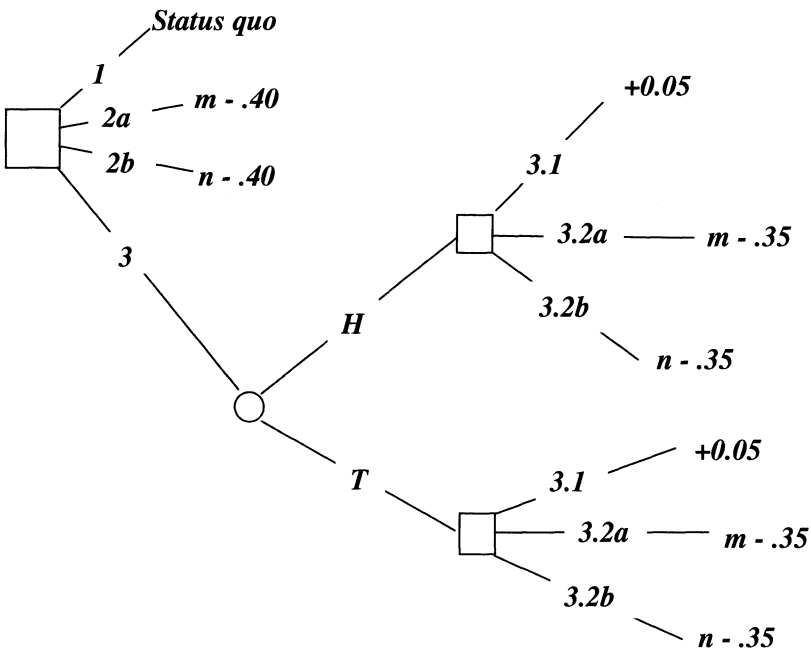 Status quo
1
2a
m - .40
2b
n - .40
3
H
3.1
+0.05
3.2a
m - .35
3.2b
n - .35
T
3.1
+0.05
3.2a
m - .35
3.2b
n - .35